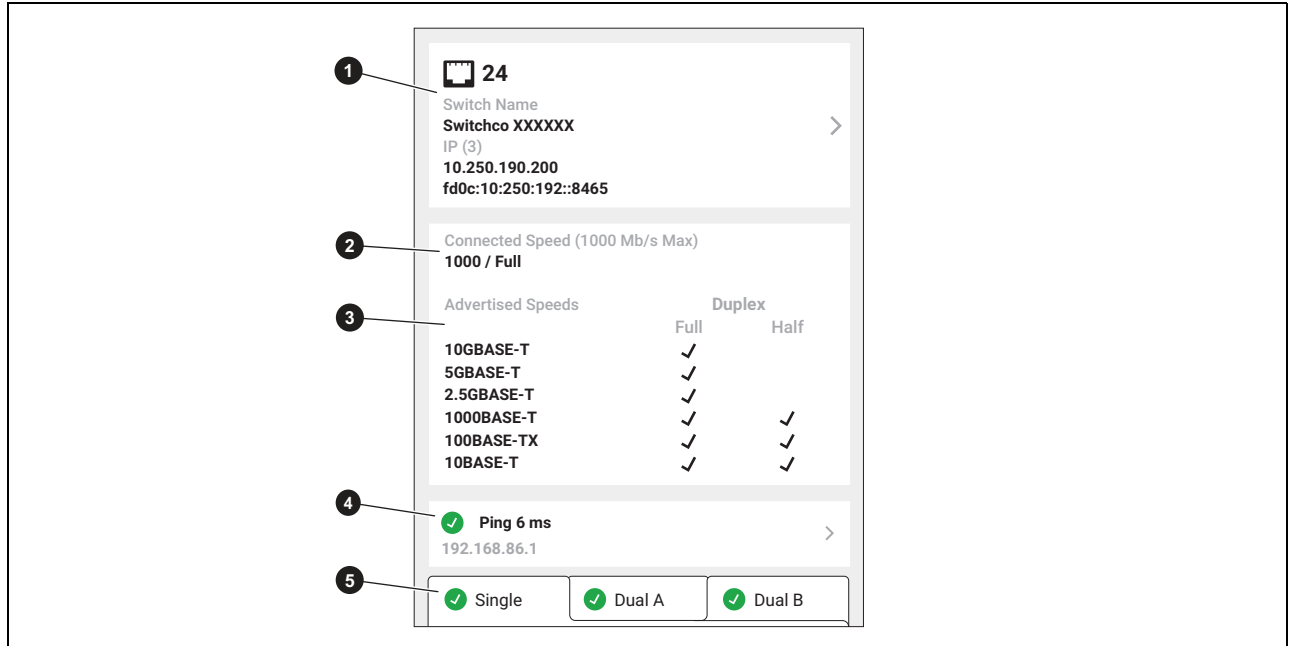 1
24
Switch Name
Switchco XXXXXX
IP (3)
10.250.190.200
fd0c:10:250:192::8465
2
Connected Speed (1000 Mb/s Max)
1000 / Full
3
Advertised Speeds Duplex
Full Half
10GBASE-T
5GBASE-T
2.5GBASE-T
1000BASE-T
100BASE-TX
10BASE-T
4
Ping 6 ms
192.168.86.1
5
Single Dual A Dual B